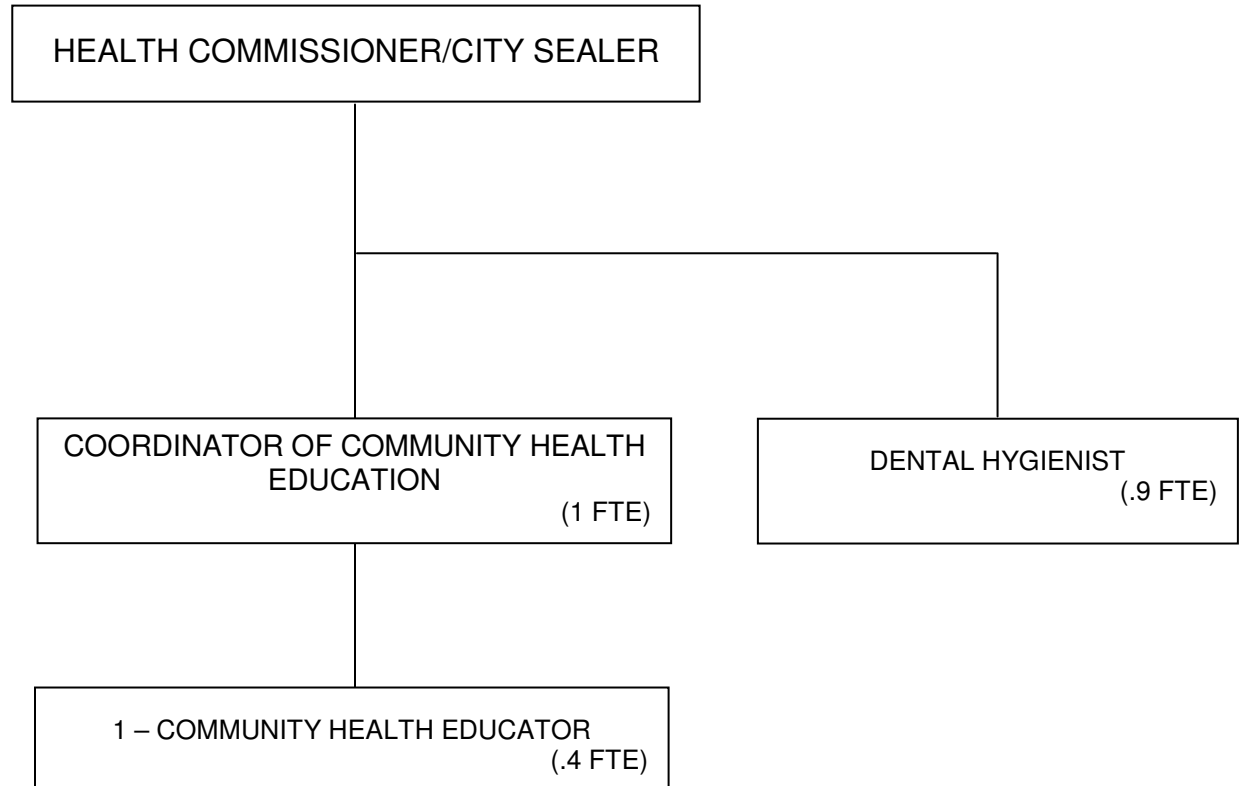 HEALTH COMMISSIONER/CITY SEALER
COORDINATOR OF COMMUNITY HEALTH
EDUCATION
(1 FTE)
DENTAL HYGIENIST
(.9 FTE)
1 – COMMUNITY HEALTH EDUCATOR
(.4 FTE)